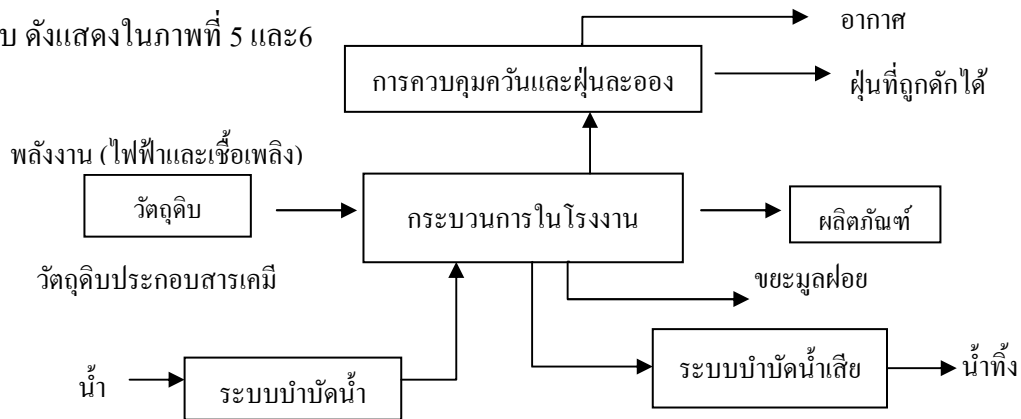 อากาศ
บ ดังแสดงในภาพที่ 5 และ6
การควบคุมควันและฝุ่นละออง
ฝุ่นที่ถูกดักได้
พลังงาน (ไฟฟ้าและเชื้อเพลิง)
วัตถุดิบ
กระบวนการในโรงงาน
ผลิตภัณฑ์
วัตถุดิบประกอบสารเคมี
ขยะมูลฝอย
น้ำ
ระบบบำบัดน้ำ
ระบบบำบัดน้ำเสีย
น้ำทิ้ง